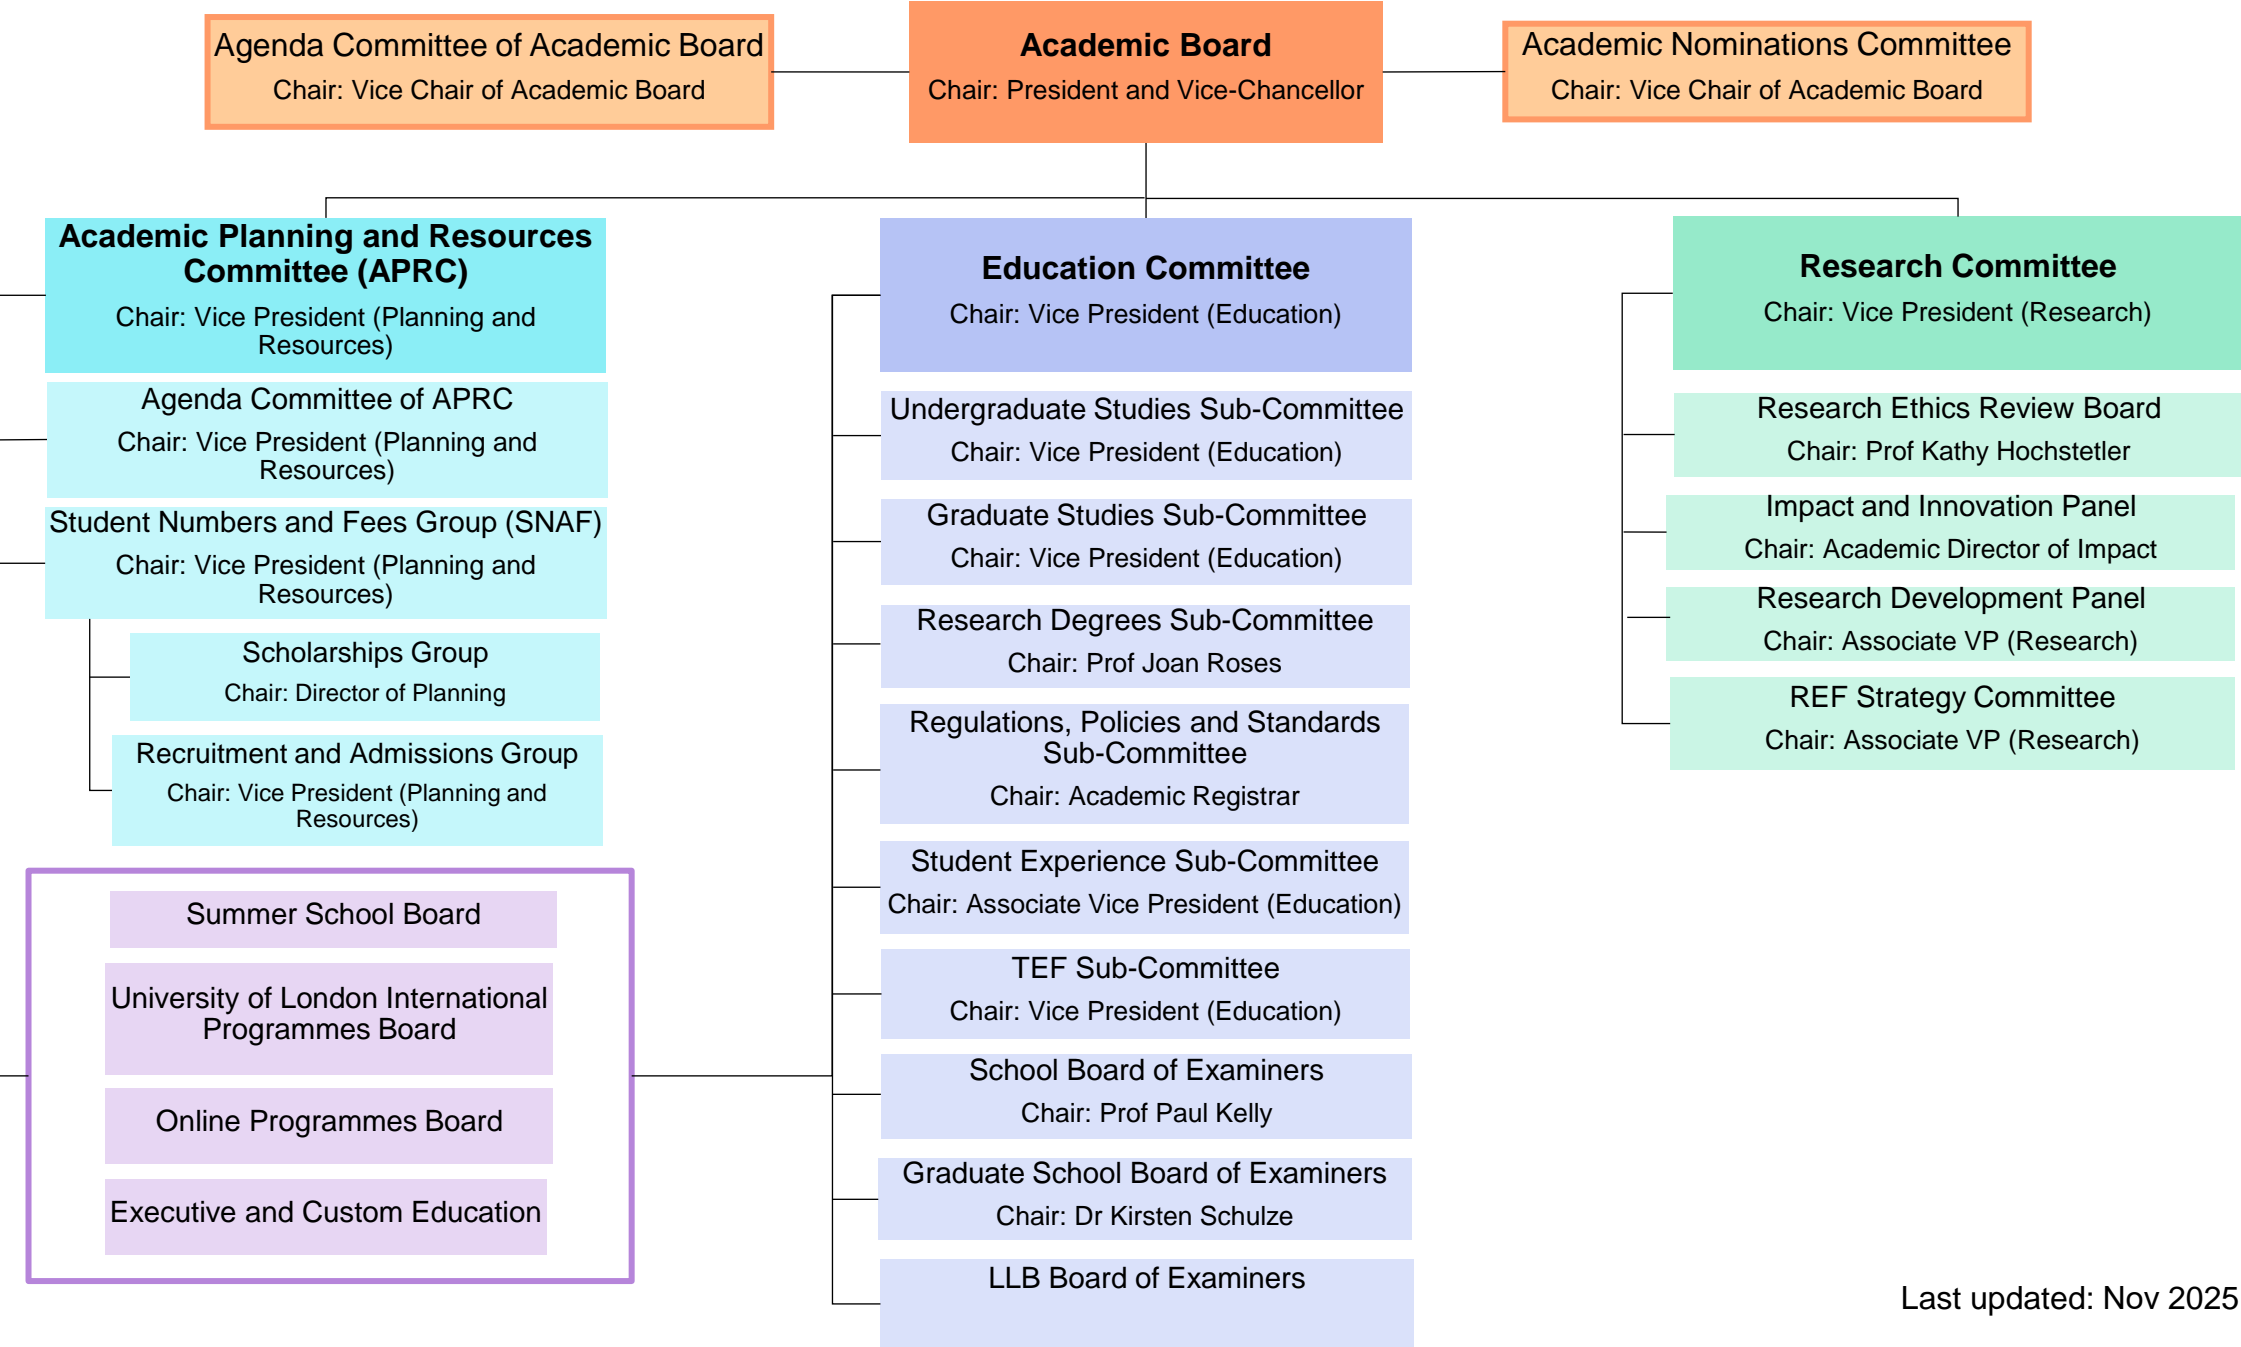 Agenda Committee of Academic Board
Chair: Vice Chair of Academic Board
Academic Board
Chair: President and Vice-Chancellor
Academic Nominations Committee
Chair: Vice Chair of Academic Board
Academic Planning and Resources
Committee (APRC)
Chair: Vice President (Planning and
Resources)
Agenda Committee of APRC
Chair: Vice President (Planning and
Resources)
Student Numbers and Fees Group (SNAF)
Chair: Vice President (Planning and
Resources)
Scholarships Group
Chair: Director of Planning
Recruitment and Admissions Group
Chair: Vice President (Planning and
Resources)
Summer School Board
University of London International
Programmes Board
Online Programmes Board
Executive and Custom Education
Education Committee
Chair: Vice President (Education)
Undergraduate Studies Sub-Committee
Chair: Vice President (Education)
Graduate Studies Sub-Committee
Chair: Vice President (Education)
Research Degrees Sub-Committee
Chair: Prof Joan Roses
Regulations, Policies and Standards
Sub-Committee
Chair: Academic Registrar
Student Experience Sub-Committee
Chair: Associate Vice President (Education)
TEF Sub-Committee
Chair: Vice President (Education)
School Board of Examiners
Chair: Prof Paul Kelly
Graduate School Board of Examiners
Chair: Dr Kirsten Schulze
LLB Board of Examiners
Research Committee
Chair: Vice President (Research)
Research Ethics Review Board
Chair: Prof Kathy Hochstetler
Impact and Innovation Panel
Chair: Academic Director of Impact
Research Development Panel
Chair: Associate VP (Research)
REF Strategy Committee
Chair: Associate VP (Research)
Last updated: Nov 2025